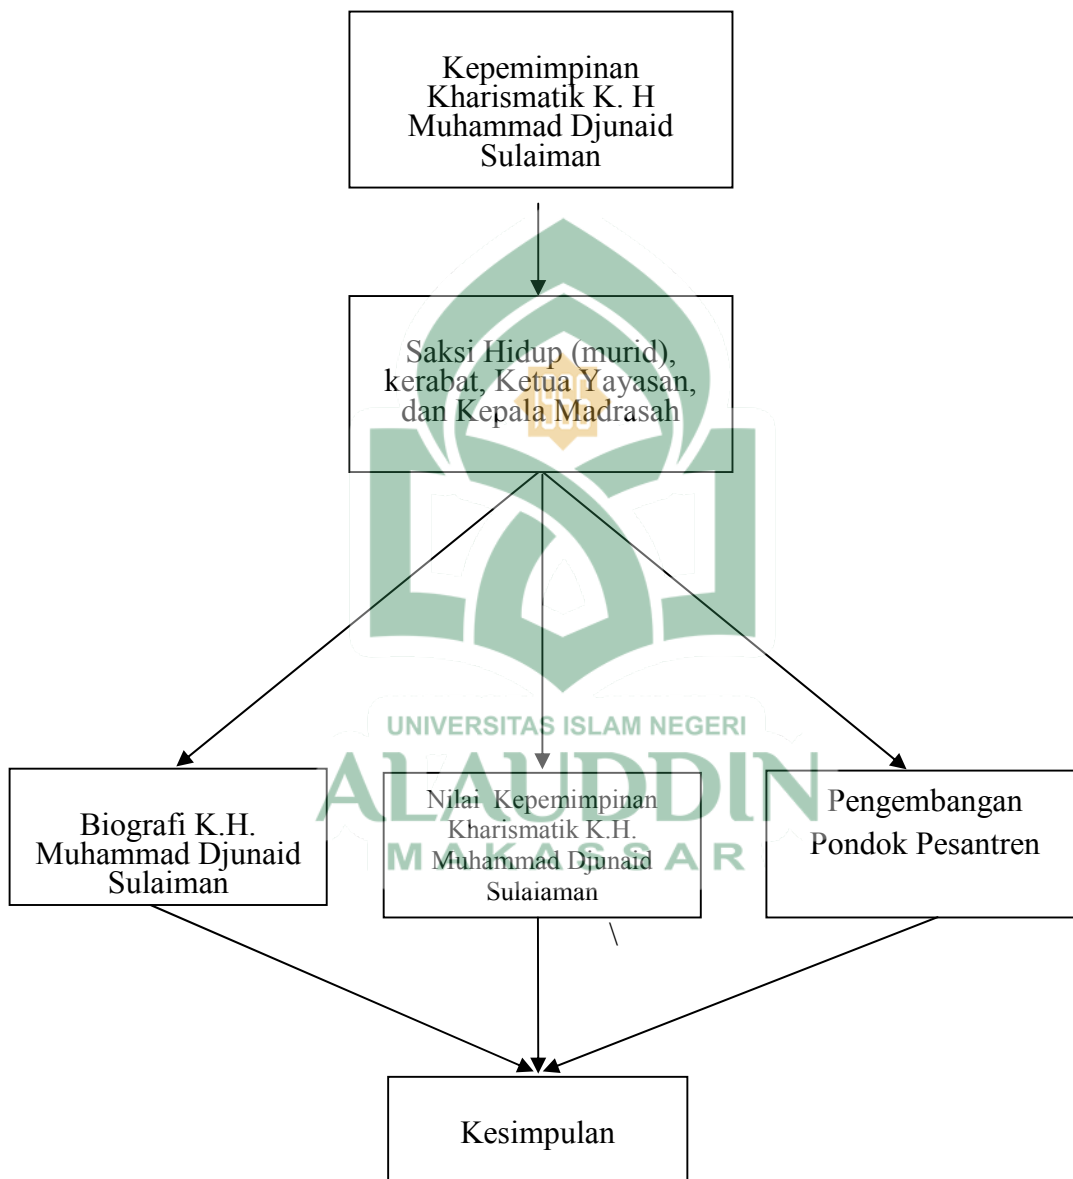 Kepemimpinan
Kharismatik K. H
Muhammad Djunaid
Sulaiman
Saksi Hidup (murid),
kerabat, Ketua Yayasan,
dan Kepala Madrasah
UNIVERSITAS ISLAM NEGERI
ALAUDDIN
MAKASSAR
Biografi K.H.
Muhammad Djunaid
Sulaiman
Nilai Kepemimpinan
Kharismatik K.H.
Muhammad Djunaid
Sulaiaman
Pengembangan
Pondok Pesantren
\
Kesimpulan